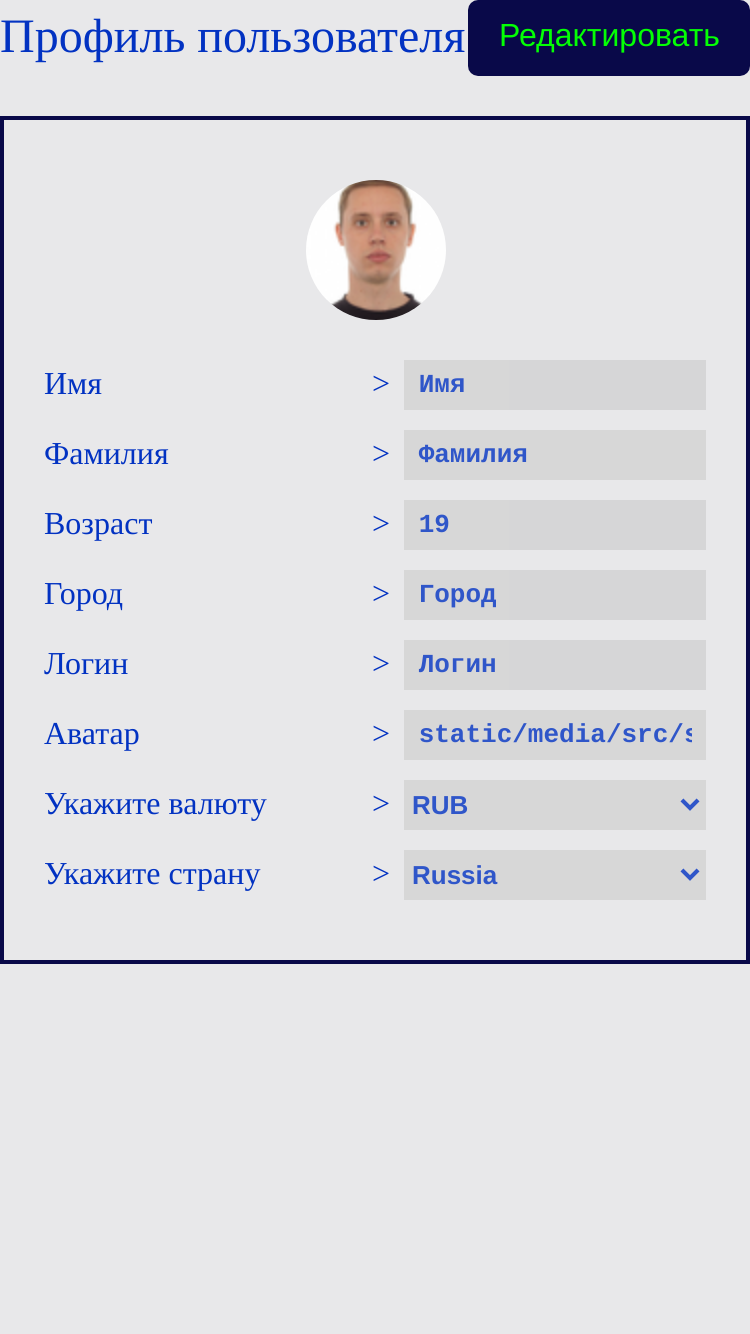 Профиль пользователя Редактировать
Имя > Имя
Фамилия > Фамилия
Возраст > 19
Город > Город
Логин > Логин
Аватар > static/media/src/s
Укажите валюту > RUB
Укажите страну > Russia